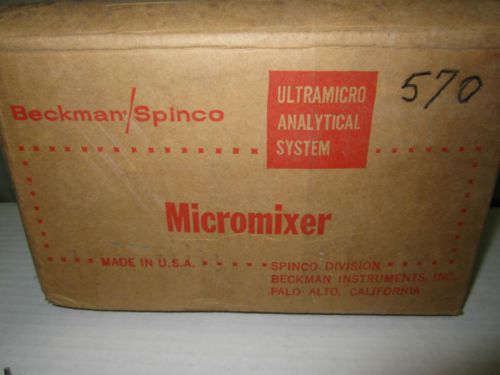 Beckman/Spinco
ULTRAMICRO
ANALYTICAL
SYSTEM
570
Micromixer
MADE IN U.S.A.
SPINCO DIVISION
BECKMAN INSTRUMENTS, INC.
PALO ALTO, CALIFORNIA